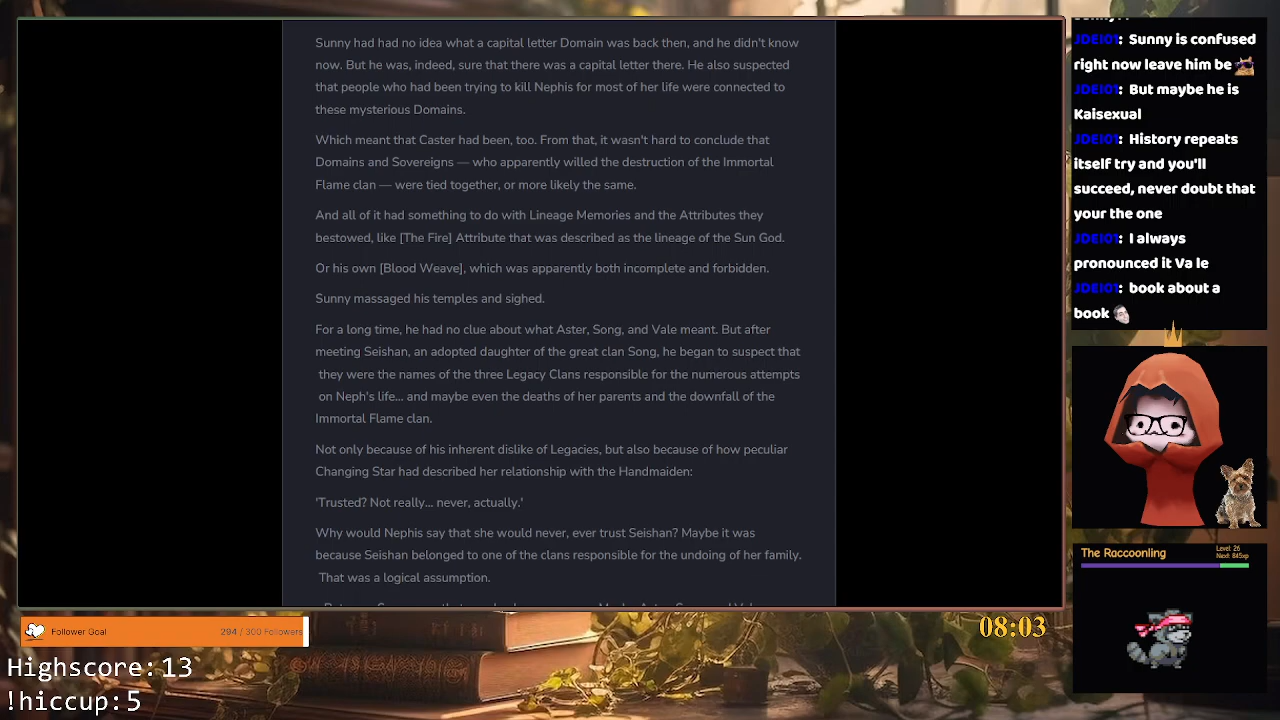 Sunny had had no idea what a capital letter Domain was back then, and he didn't know
now. But he was, indeed, sure that there was a capital letter there. He also suspected
that people who had been trying to kill Nephis for most of her life were connected to
these mysterious Domains.
Which meant that Caster had been, too. From that, it wasn't hard to conclude that
Domains and Sovereigns — who apparently willed the destruction of the Immortal
Flame clan — were tied together, or more likely the same.
And all of it had something to do with Lineage Memories and the Attributes they
bestowed, like [The Fire] Attribute that was described as the lineage of the Sun God.
Or his own [Blood Weave], which was apparently both incomplete and forbidden.
Sunny massaged his temples and sighed.
For a long time, he had no clue about what Aster, Song, and Vale meant. But after
meeting Seishan, an adopted daughter of the great clan Song, he began to suspect that
they were the names of the three Legacy Clans responsible for the numerous attempts
on Neph's life... and maybe even the deaths of her parents and the downfall of the
Immortal Flame clan.
Not only because of his inherent dislike of Legacies, but also because of how peculiar
Changing Star had described her relationship with the Handmaiden:
'Trusted? Not really... never, actually.'
Why would Nephis say that she would never, ever trust Seishan? Maybe it was
because Seishan belonged to one of the clans responsible for the undoing of her family.
That was a logical assumption.
JDEI01: Sunny is confused
right now leave him be
JDEI01: But maybe he is
Kaisexual
JDEI01: History repeats
itself try and you'll
succeed, never doubt that
your the one
JDEI01: I always
pronounced it Va le
JDEI01: book about a
book
The Raccoonling
Level: 26
Next: 845xp
Follower Goal
294 / 300 Followers
08:03
Highscore:13
!hiccup:5